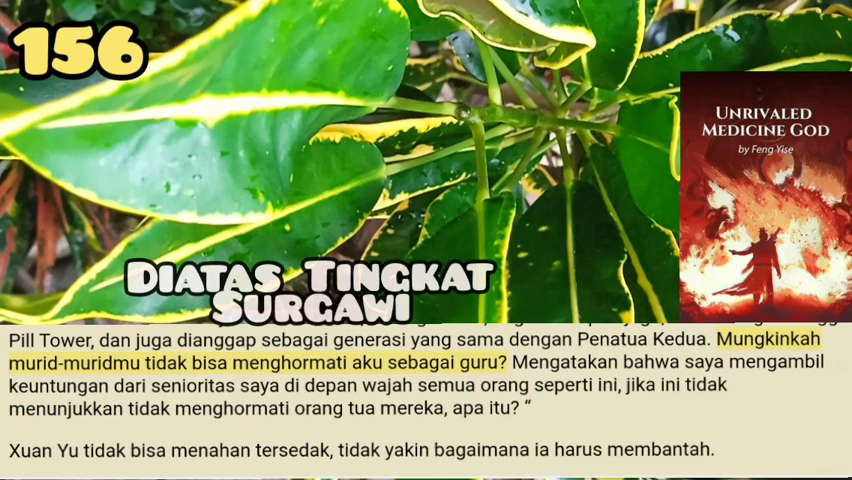 156
UNRIVALED
MEDICINE GOD
by Feng Yise
DIATAS TINGKAT
SURGAWI
Pill Tower, dan juga dianggap sebagai generasi yang sama dengan Penatua Kedua. Mungkinkah
murid-muridmu tidak bisa menghormati aku sebagai guru? Mengatakan bahwa saya mengambil
keuntungan dari senioritas saya di depan wajah semua orang seperti ini, jika ini tidak
menunjukkan tidak menghormati orang tua mereka, apa itu? “
Xuan Yu tidak bisa menahan tersedak, tidak yakin bagaimana ia harus membantah.